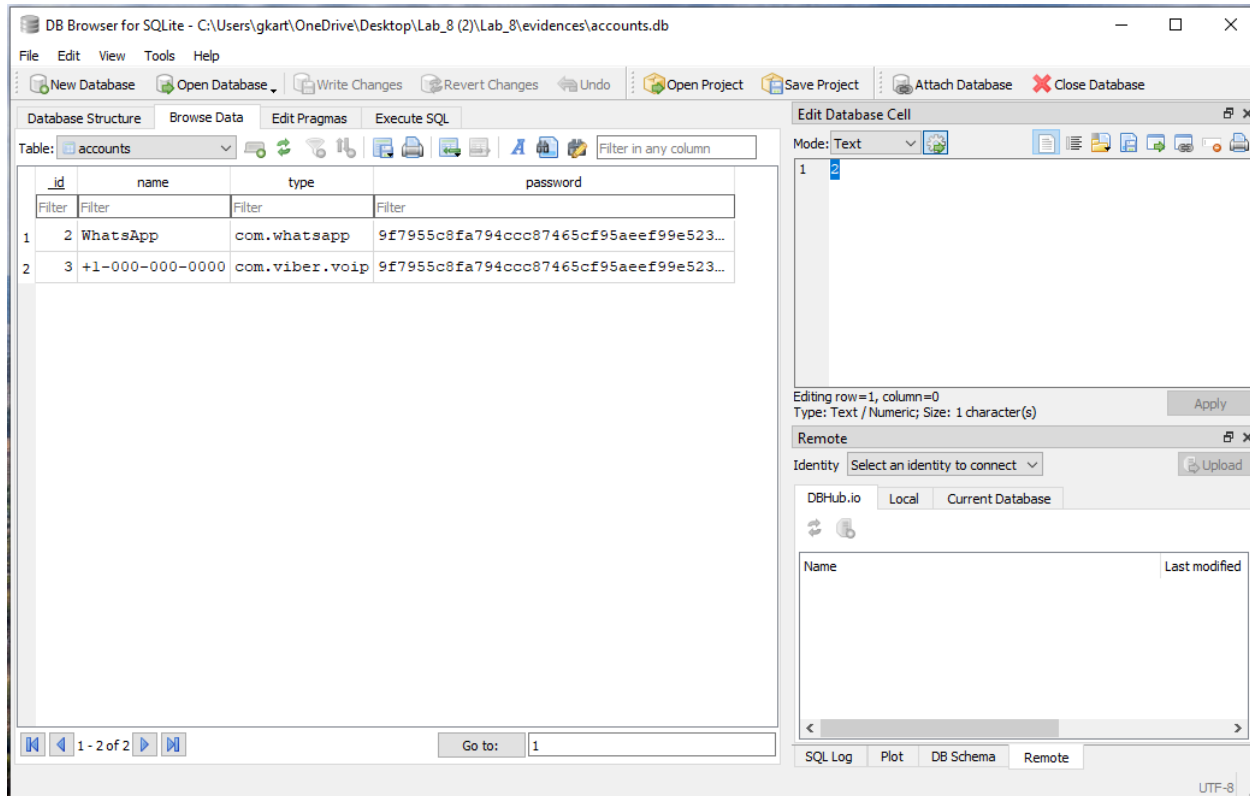 DB Browser for SQLite - C:\Users\gkart\OneDrive\Desktop\Lab_8 (2)\Lab_8\evidences\accounts.db
File Edit View Tools Help
New Database Open Database Write Changes Revert Changes Undo Open Project Save Project Attach Database Close Database
Database Structure Browse Data Edit Pragmas Execute SQL
Table: accounts Filter in any column
_id name type password
Filter Filter Filter Filter
1 2 WhatsApp com.whatsapp 9f7955c8fa794ccc87465cf95aeef99e523…
2 3 +1-000-000-0000 com.viber.voip 9f7955c8fa794ccc87465cf95aeef99e523…
1 - 2 of 2 Go to: 1
Edit Database Cell
Mode: Text
1 2
Editing row=1, column=0
Type: Text / Numeric; Size: 1 character(s)
Apply
Remote
Identity Select an identity to connect Upload
DBHub.io Local Current Database
Name Last modified
SQL Log Plot DB Schema Remote
UTF-8